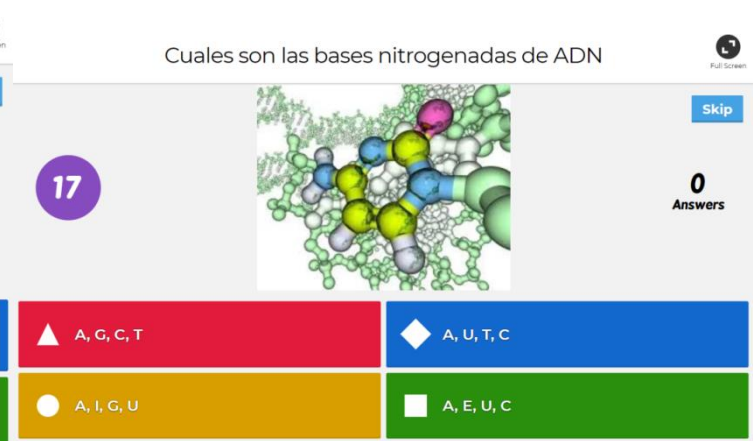 Cuales son las bases nitrogenadas de ADN
Full Screen
Skip
17
0
Answers
A, G, C, T
A, U, T, C
A, I, G, U
A, E, U, C